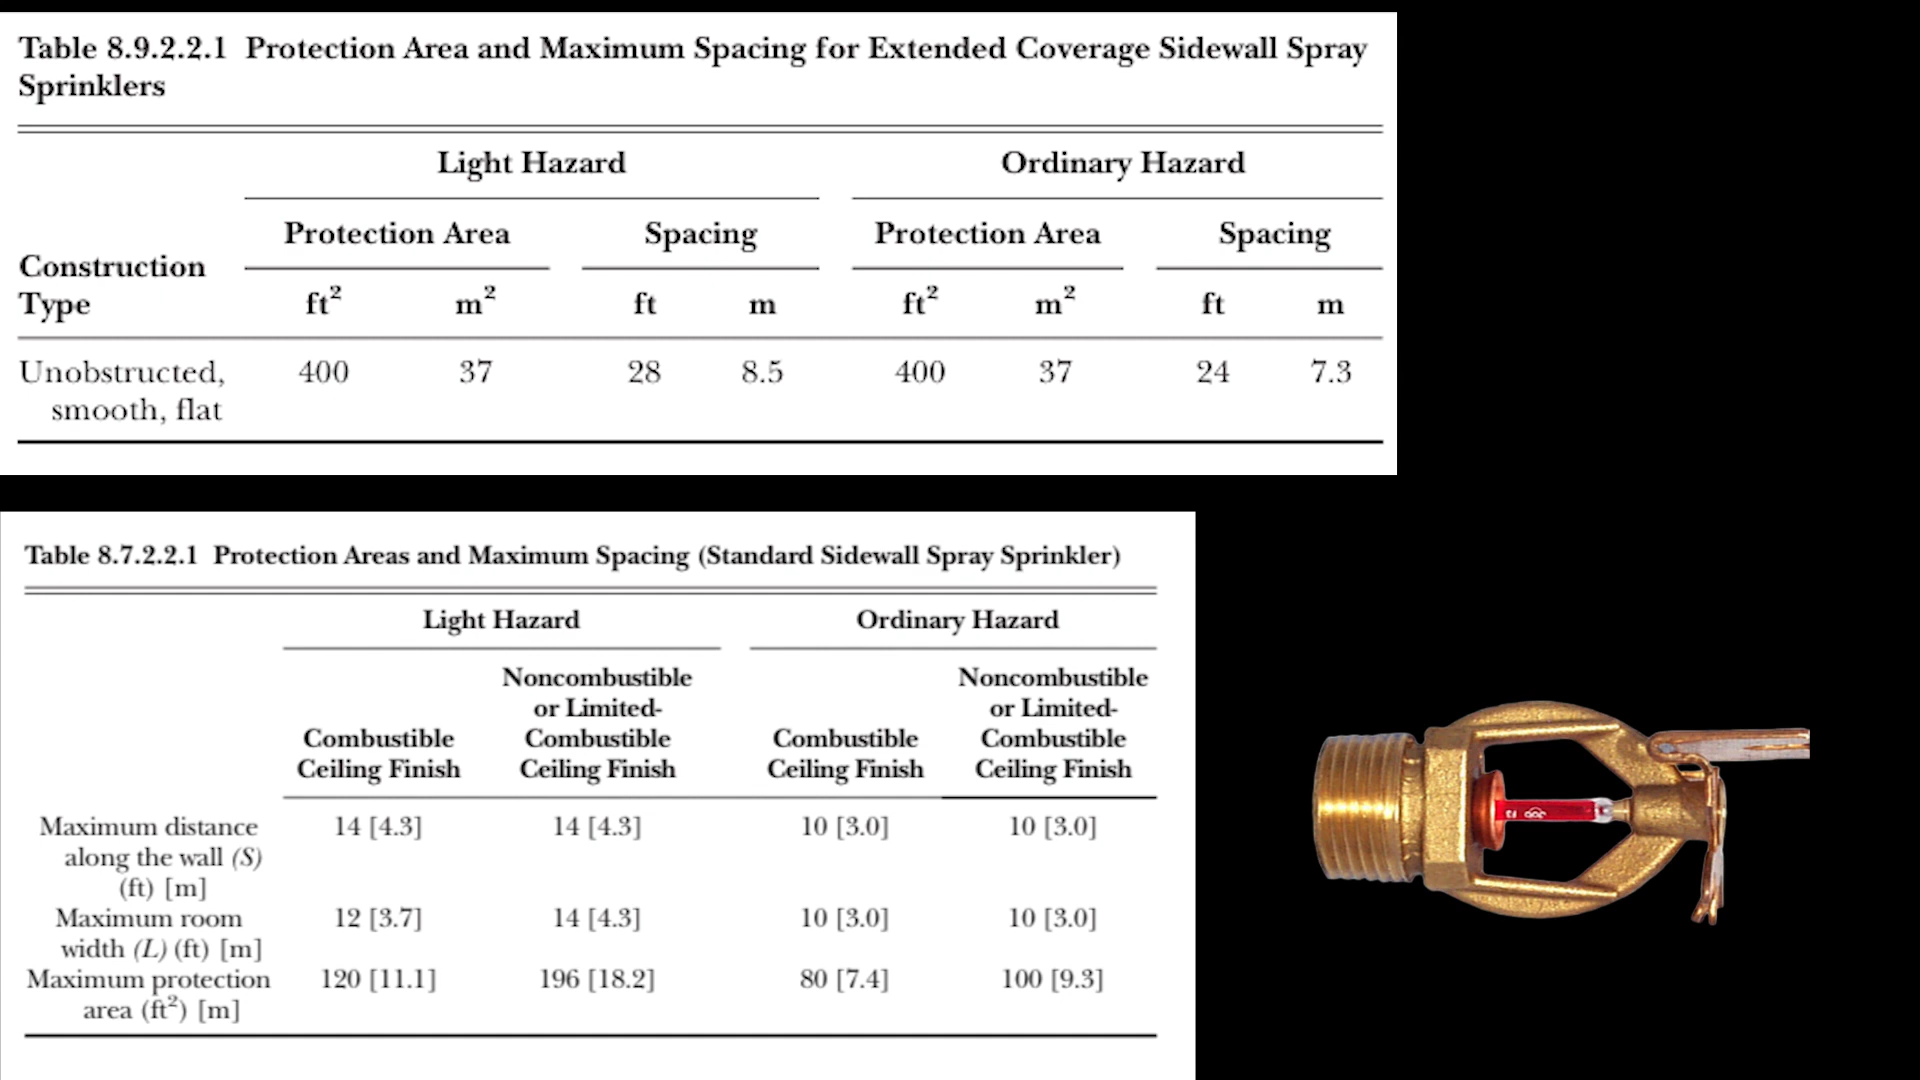 Table 8.9.2.2.1 Protection Area and Maximum Spacing for Extended Coverage Sidewall Spray
Sprinklers
Light Hazard Ordinary Hazard
Protection Area Spacing Protection Area Spacing
Construction
Type ft² m² ft m ft² m² ft m
Unobstructed, 400 37 28 8.5 400 37 24 7.3
smooth, flat
Table 8.7.2.2.1 Protection Areas and Maximum Spacing (Standard Sidewall Spray Sprinkler)
Light Hazard Ordinary Hazard
Noncombustible Noncombustible
or Limited- or Limited-
Combustible Combustible Combustible Combustible
Ceiling Finish Ceiling Finish Ceiling Finish Ceiling Finish
Maximum distance 14 [4.3] 14 [4.3] 10 [3.0] 10 [3.0]
along the wall (S)
(ft) [m]
Maximum room 12 [3.7] 14 [4.3] 10 [3.0] 10 [3.0]
width (L) (ft) [m]
Maximum protection 120 [11.1] 196 [18.2] 80 [7.4] 100 [9.3]
area (ft²) [m]